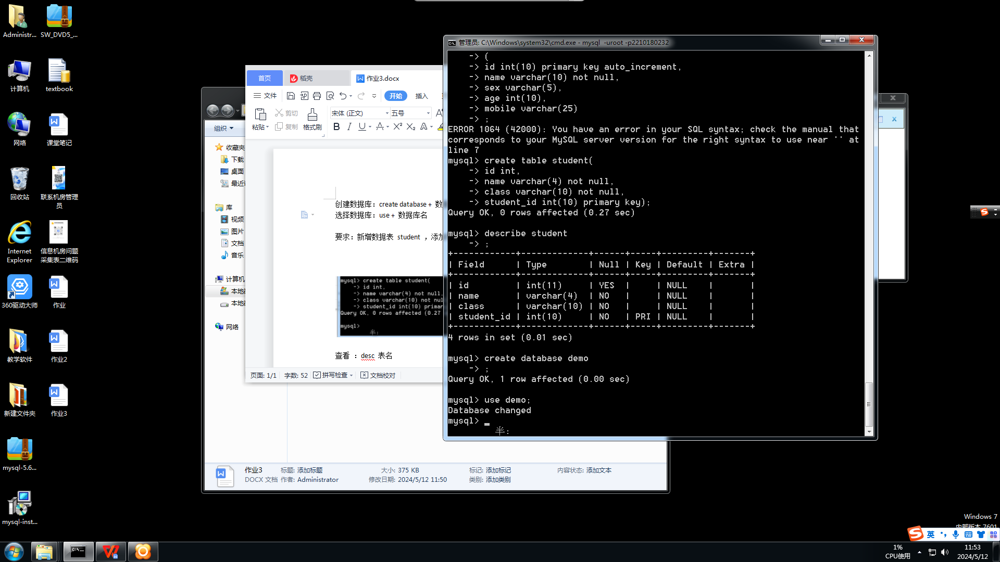 Administr...
SW_DVD5_...
计算机
textbook
网络
课堂笔记
回收站
联系机房管理员
Internet Explorer
信息机房问题采集表二维码
360驱动大师
作业
教学软件
作业2
新建文件夹
作业3
mysql-5.6...
mysql-inst...
组织
收藏夹
下载
桌面
库
视频
图片
文档
音乐
计算机
网络
首页
稻壳
作业3.docx
文件
开始
插入
粘贴
剪切
复制
格式刷
宋体 (正文)
五号
创建数据库：create database + 数
选择数据库：use + 数据库名
要求：新增数据表 student ，添加
mysql> create table student(
-> id int,
-> name varchar(4) not null,
-> class varchar(10) not nul
-> student_id int(10) primar
Query OK, 0 rows affected (0.27
mysql>
半：
查看 ：desc 表名
页面: 1/1
字数: 52
拼写检查
文档校对
作业3
标题: 添加标题
大小: 375 KB
标记: 添加标记
内容状态: 添加文本
DOCX 文档
作者: Administrator
修改日期: 2024/5/12 11:50
类别: 添加类别
管理员: C:\Windows\system32\cmd.exe - mysql -uroot -p2210180232
-> (
-> id int(10) primary key auto_increment,
-> name varchar(10) not null,
-> sex varchar(5),
-> age int(10),
-> mobile varchar(25)
-> ;
ERROR 1064 (42000): You have an error in your SQL syntax; check the manual that
corresponds to your MySQL server version for the right syntax to use near '' at
line 7
mysql> create table student(
-> id int,
-> name varchar(4) not null,
-> class varchar(10) not null,
-> student_id int(10) primary key);
Query OK, 0 rows affected (0.27 sec)
mysql> describe student
-> ;
+------------+-------------+------+-----+---------+-------+
| Field | Type | Null | Key | Default | Extra |
+------------+-------------+------+-----+---------+-------+
| id | int(11) | YES | | NULL | |
| name | varchar(4) | NO | | NULL | |
| class | varchar(10) | NO | | NULL | |
| student_id | int(10) | NO | PRI | NULL | |
+------------+-------------+------+-----+---------+-------+
4 rows in set (0.01 sec)
mysql> create database demo
-> ;
Query OK, 1 row affected (0.00 sec)
mysql> use demo;
Database changed
mysql>
半：
Windows 7
内部版本 7601
英
1%
CPU使用
11:53
2024/5/12